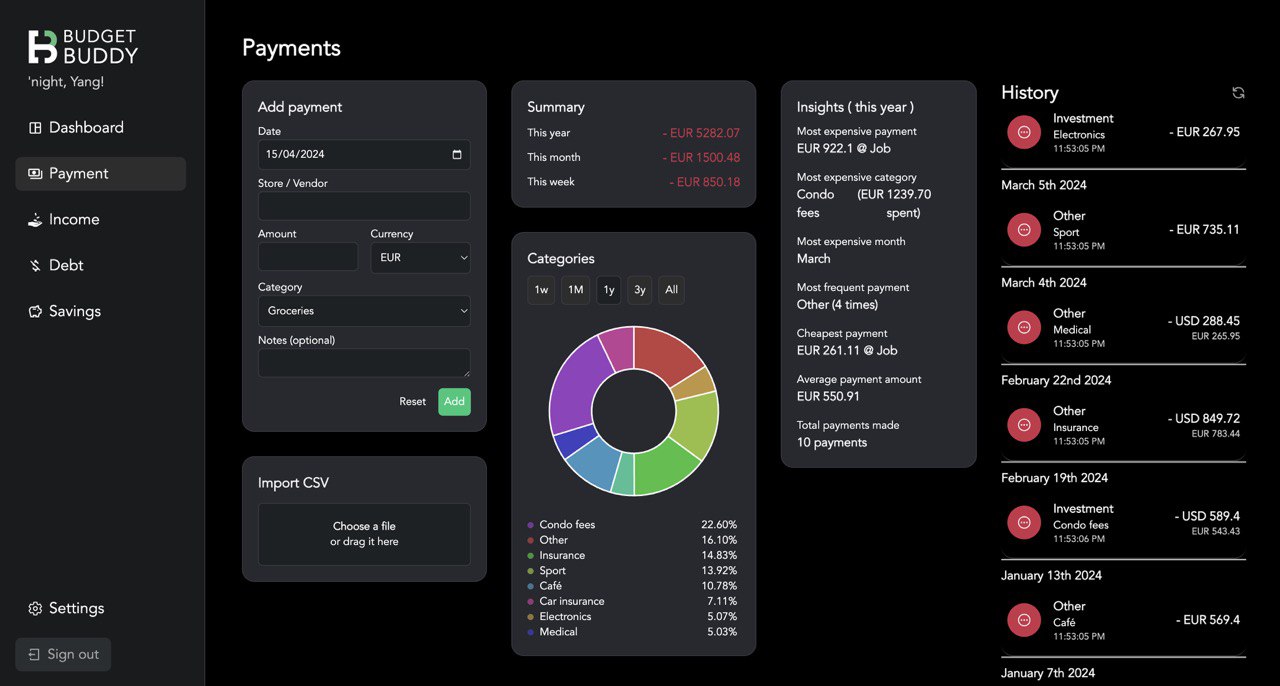 BUDGET
BUDDY
'night, Yang!
Dashboard
Payment
Income
Debt
Savings
Settings
Sign out
Payments
Add payment
Date
15/04/2024
Store / Vendor
Amount
Currency
EUR
Category
Groceries
Notes (optional)
Reset
Add
Import CSV
Choose a file
or drag it here
Summary
This year - EUR 5282.07
This month - EUR 1500.48
This week - EUR 850.18
Categories
1w 1M 1y 3y All
Condo fees 22.60%
Other 16.10%
Insurance 14.83%
Sport 13.92%
Café 10.78%
Car insurance 7.11%
Electronics 5.07%
Medical 5.03%
Insights ( this year )
Most expensive payment
EUR 922.1 @ Job
Most expensive category
Condo (EUR 1239.70
fees spent)
Most expensive month
March
Most frequent payment
Other (4 times)
Cheapest payment
EUR 261.11 @ Job
Average payment amount
EUR 550.91
Total payments made
10 payments
History
Investment
Electronics
11:53:05 PM
- EUR 267.95
March 5th 2024
Other
Sport
11:53:05 PM
- EUR 735.11
March 4th 2024
Other
Medical
11:53:05 PM
- USD 288.45
EUR 265.95
February 22nd 2024
Other
Insurance
11:53:05 PM
- USD 849.72
EUR 783.44
February 19th 2024
Investment
Condo fees
11:53:06 PM
- USD 589.4
EUR 543.43
January 13th 2024
Other
Café
11:53:05 PM
- EUR 569.4
January 7th 2024